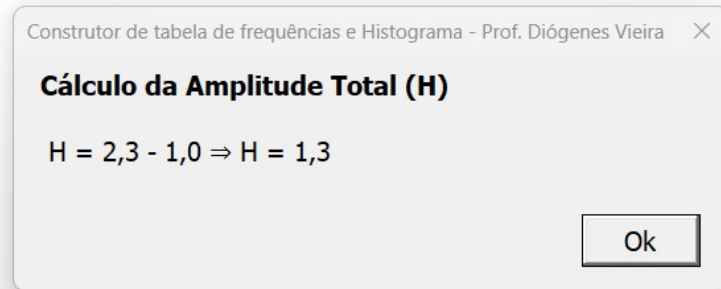 Construtor de tabela de frequências e Histograma - Prof. Diógenes Vieira
Cálculo da Amplitude Total (H)
H = 2,3 - 1,0 ⇒ H = 1,3
Ok